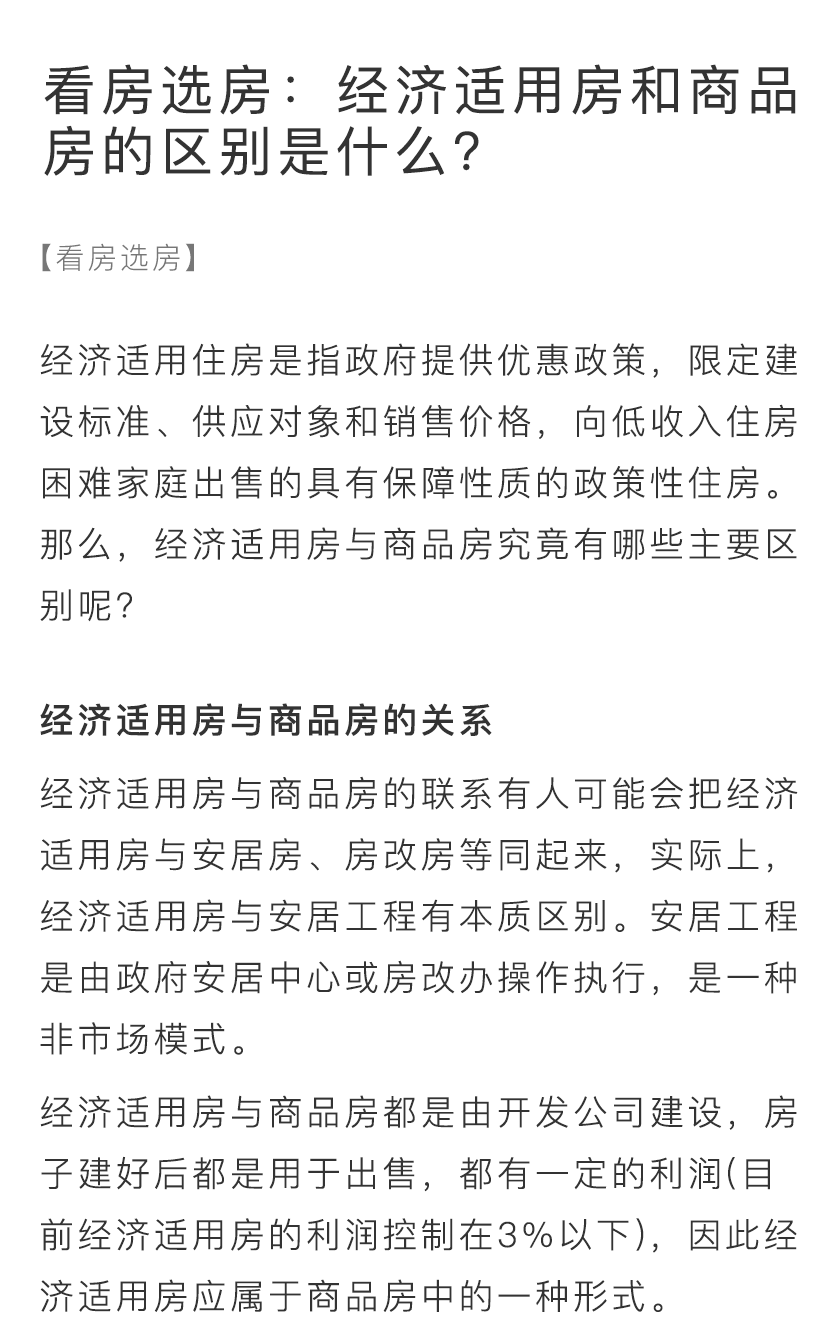 看房选房：经济适用房和商品
房的区别是什么?
【看房选房】
经济适用住房是指政府提供优惠政策，限定建
设标准、供应对象和销售价格，向低收入住房
困难家庭出售的具有保障性质的政策性住房。
那么，经济适用房与商品房究竟有哪些主要区
别呢?
经济适用房与商品房的关系
经济适用房与商品房的联系有人可能会把经济
适用房与安居房、房改房等同起来，实际上，
经济适用房与安居工程有本质区别。安居工程
是由政府安居中心或房改办操作执行，是一种
非市场模式。
经济适用房与商品房都是由开发公司建设，房
子建好后都是用于出售，都有一定的利润(目
前经济适用房的利润控制在3%以下)，因此经
济适用房应属于商品房中的一种形式。